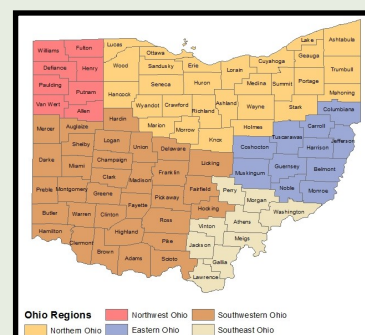 Williams
Fulton
Lucas
Ottawa
Lake
Ashtabula
Defiance
Henry
Wood
Sandusky
Erie
Lorain
Cuyahoga
Geauga
Trumbull
Paulding
Putnam
Hancock
Seneca
Huron
Medina
Summit
Portage
Mahoning
Van Wert
Allen
Wyandot
Crawford
Richland
Ashland
Wayne
Stark
Columbiana
Mercer
Auglaize
Hardin
Marion
Morrow
Knox
Holmes
Carroll
Jefferson
Shelby
Logan
Union
Delaware
Coshocton
Tuscarawas
Harrison
Darke
Miami
Champaign
Licking
Muskingum
Guernsey
Belmont
Clark
Madison
Franklin
Fairfield
Perry
Noble
Monroe
Preble
Montgomery
Greene
Fayette
Pickaway
Hocking
Morgan
Washington
Butler
Warren
Clinton
Ross
Vinton
Athens
Hamilton
Clermont
Highland
Pike
Jackson
Meigs
Brown
Adams
Scioto
Gallia
Lawrence
Ohio Regions
Northwest Ohio
Southwestern Ohio
Northern Ohio
Eastern Ohio
Southeast Ohio